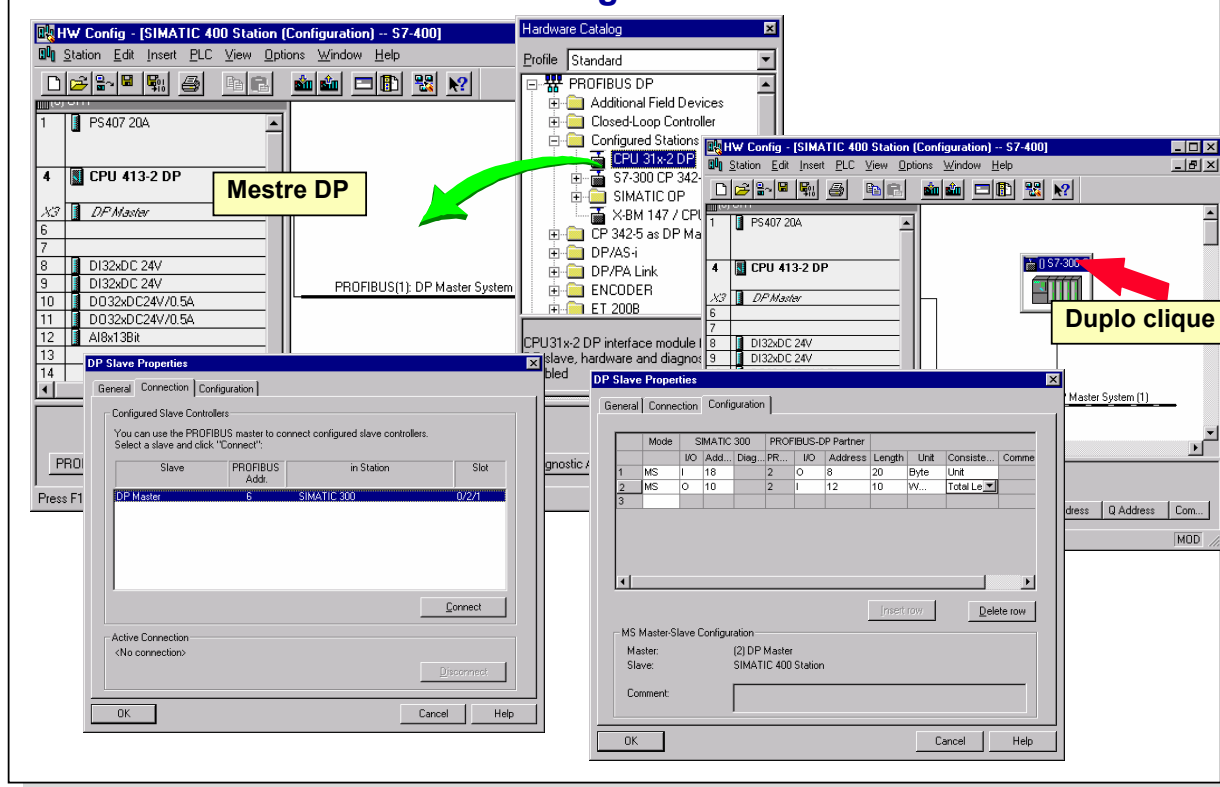 HW Config - [SIMATIC 400 Station (Configuration) -- S7-400]
Station Edit Insert PLC View Options Window Help
1 PS407 20A
4 CPU 413-2 DP
X3 DP Master
6
7
8 DI32xDC 24V
9 DI32xDC 24V
10 DO32xDC24V/0.5A
11 DO32xDC24V/0.5A
12 AI8x13Bit
13
14
Mestre DP
PROFIBUS(1): DP Master System
Press F1
Hardware Catalog
Profile Standard
PROFIBUS DP
Additional Field Devices
Closed-Loop Controller
Configured Stations
CPU 31x-2 DP
S7-300 CP 342-
SIMATIC OP
X-BM 147 / CPU
CP 342-5 as DP Ma
DP/AS-i
DP/PA Link
ENCODER
ET 200B
CPU31x-2 DP interface module
slave, hardware and diagnos
HW Config - [SIMATIC 400 Station (Configuration) -- S7-400]
Station Edit Insert PLC View Options Window Help
1 PS407 20A
4 CPU 413-2 DP
X3 DP Master
6
7
8 DI32xDC 24V
9 DI32xDC 24V
() S7-300
Duplo clique
Master System (1)
dress Q Address Com...
MOD
DP Slave Properties
General Connection Configuration
Configured Slave Controllers
You can use the PROFIBUS master to connect configured slave controllers.
Select a slave and click "Connect":
Slave PROFIBUS Addr. in Station Slot
DP Master 6 SIMATIC 300 0/2/1
Connect
Active Connection
<No connection>
Disconnect
OK Cancel Help
DP Slave Properties
General Connection Configuration
Mode SIMATIC 300 PROFIBUS-DP Partner
I/O Add... Diag... PR... I/O Address Length Unit Consiste... Comme
1 MS I 18 2 O 8 20 Byte Unit
2 MS O 10 2 I 12 10 W... Total Le
3
Insert row Delete row
MS Master-Slave Configuration
Master: (2) DP Master
Slave: SIMATIC 400 Station
Comment:
OK Cancel Help